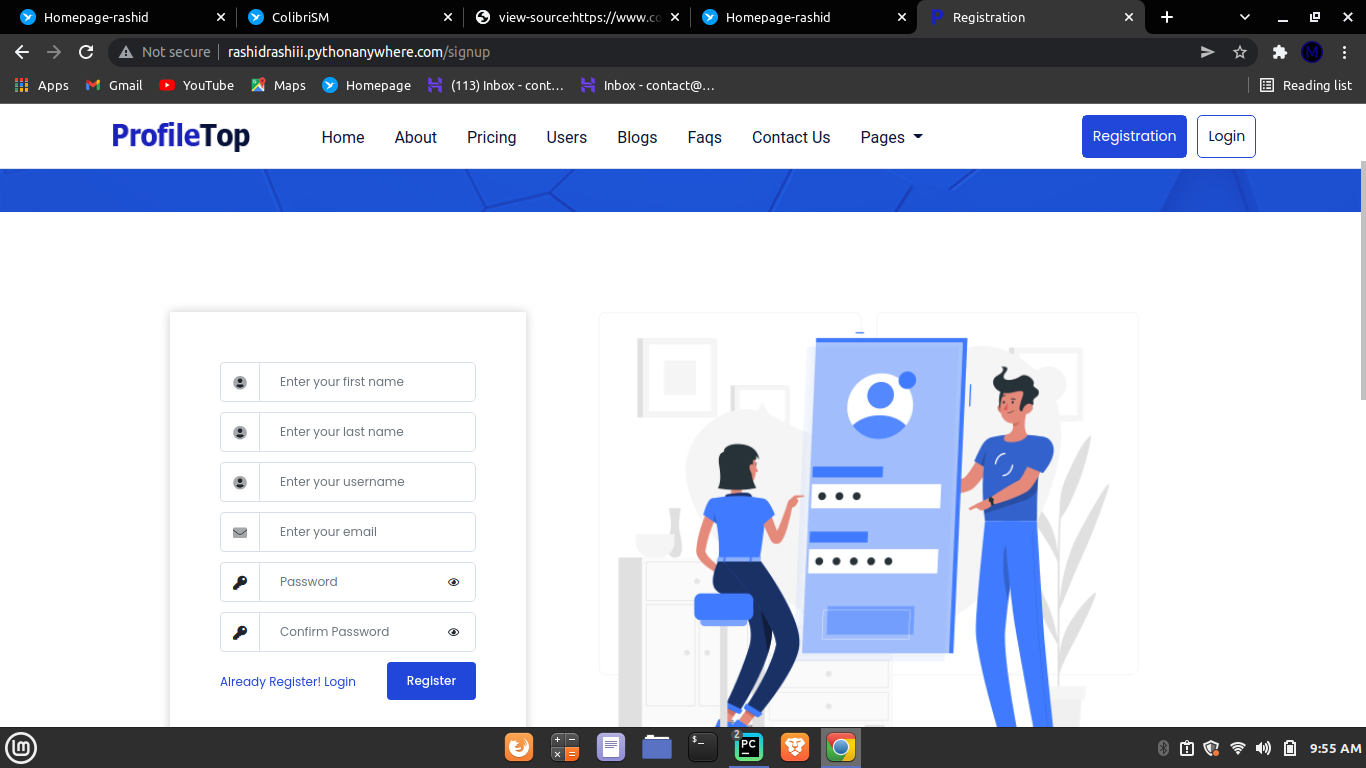 Homepage-rashid
ColibriSM
view-source:https://www.co
Homepage-rashid
Registration
Not secure
rashidrashiii.pythonanywhere.com/signup
Apps
Gmail
YouTube
Maps
Homepage
(113) Inbox - cont…
Inbox - contact@…
Reading list
ProfileTop
Home
About
Pricing
Users
Blogs
Faqs
Contact Us
Pages
Registration
Login
Enter your first name
Enter your last name
Enter your username
Enter your email
Password
Confirm Password
Already Register! Login
Register
2
PC
9:55 AM